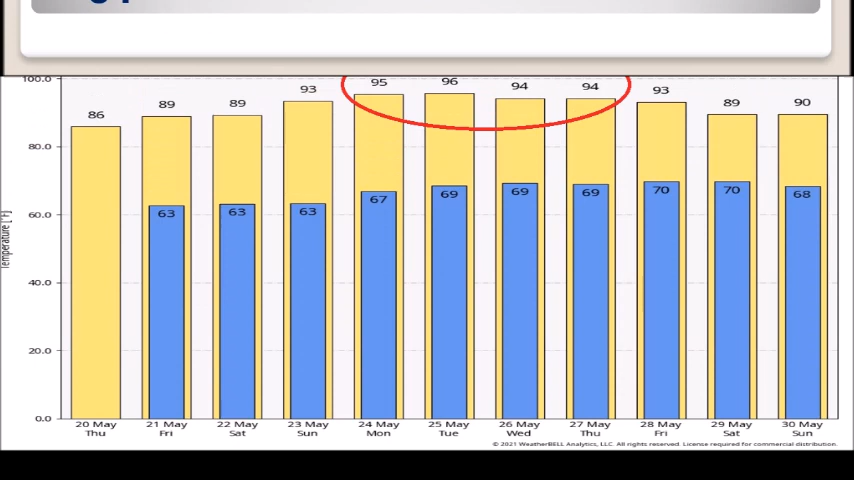 100.0
86 89 89 93 95 96 94 94 93 89 90
80.0
63 63 63 67 69 69 69 70 70 68
60.0
Temperature [°F]
40.0
20.0
0.0
20 May 21 May 22 May 23 May 24 May 25 May 26 May 27 May 28 May 29 May 30 May
Thu Fri Sat Sun Mon Tue Wed Thu Fri Sat Sun
© 2021 WeatherBELL Analytics, LLC. All rights reserved. License required for commercial distribution.